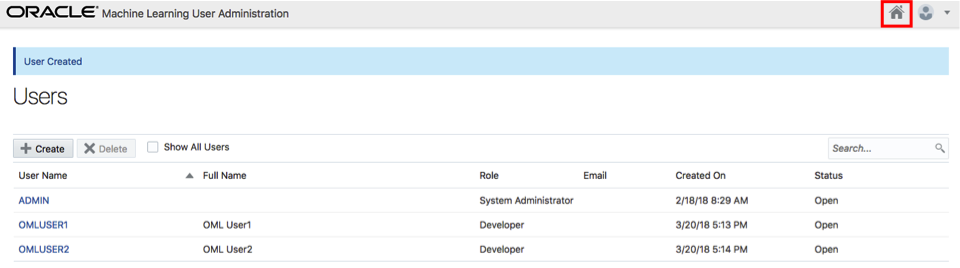 ORACLE Machine Learning User Administration
User Created
Users
Create Delete Show All Users Search...
User Name Full Name Role Email Created On Status
ADMIN System Administrator 2/18/18 8:29 AM Open
OMLUSER1 OML User1 Developer 3/20/18 5:13 PM Open
OMLUSER2 OML User2 Developer 3/20/18 5:14 PM Open